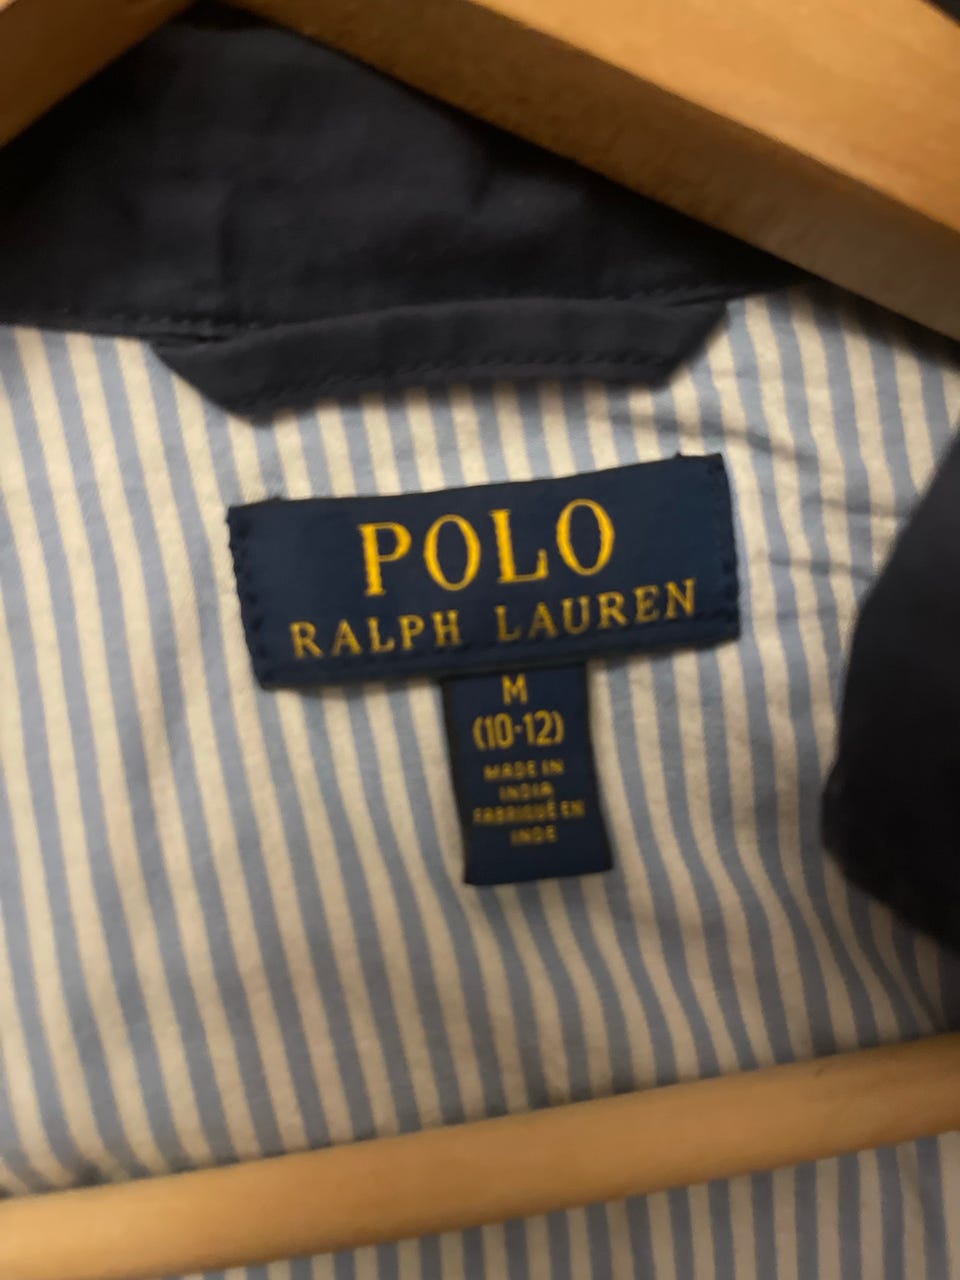 POLO
RALPH LAUREN
M
(10-12)
MADE IN
INDIA
FABRIQUÉ EN
INDE